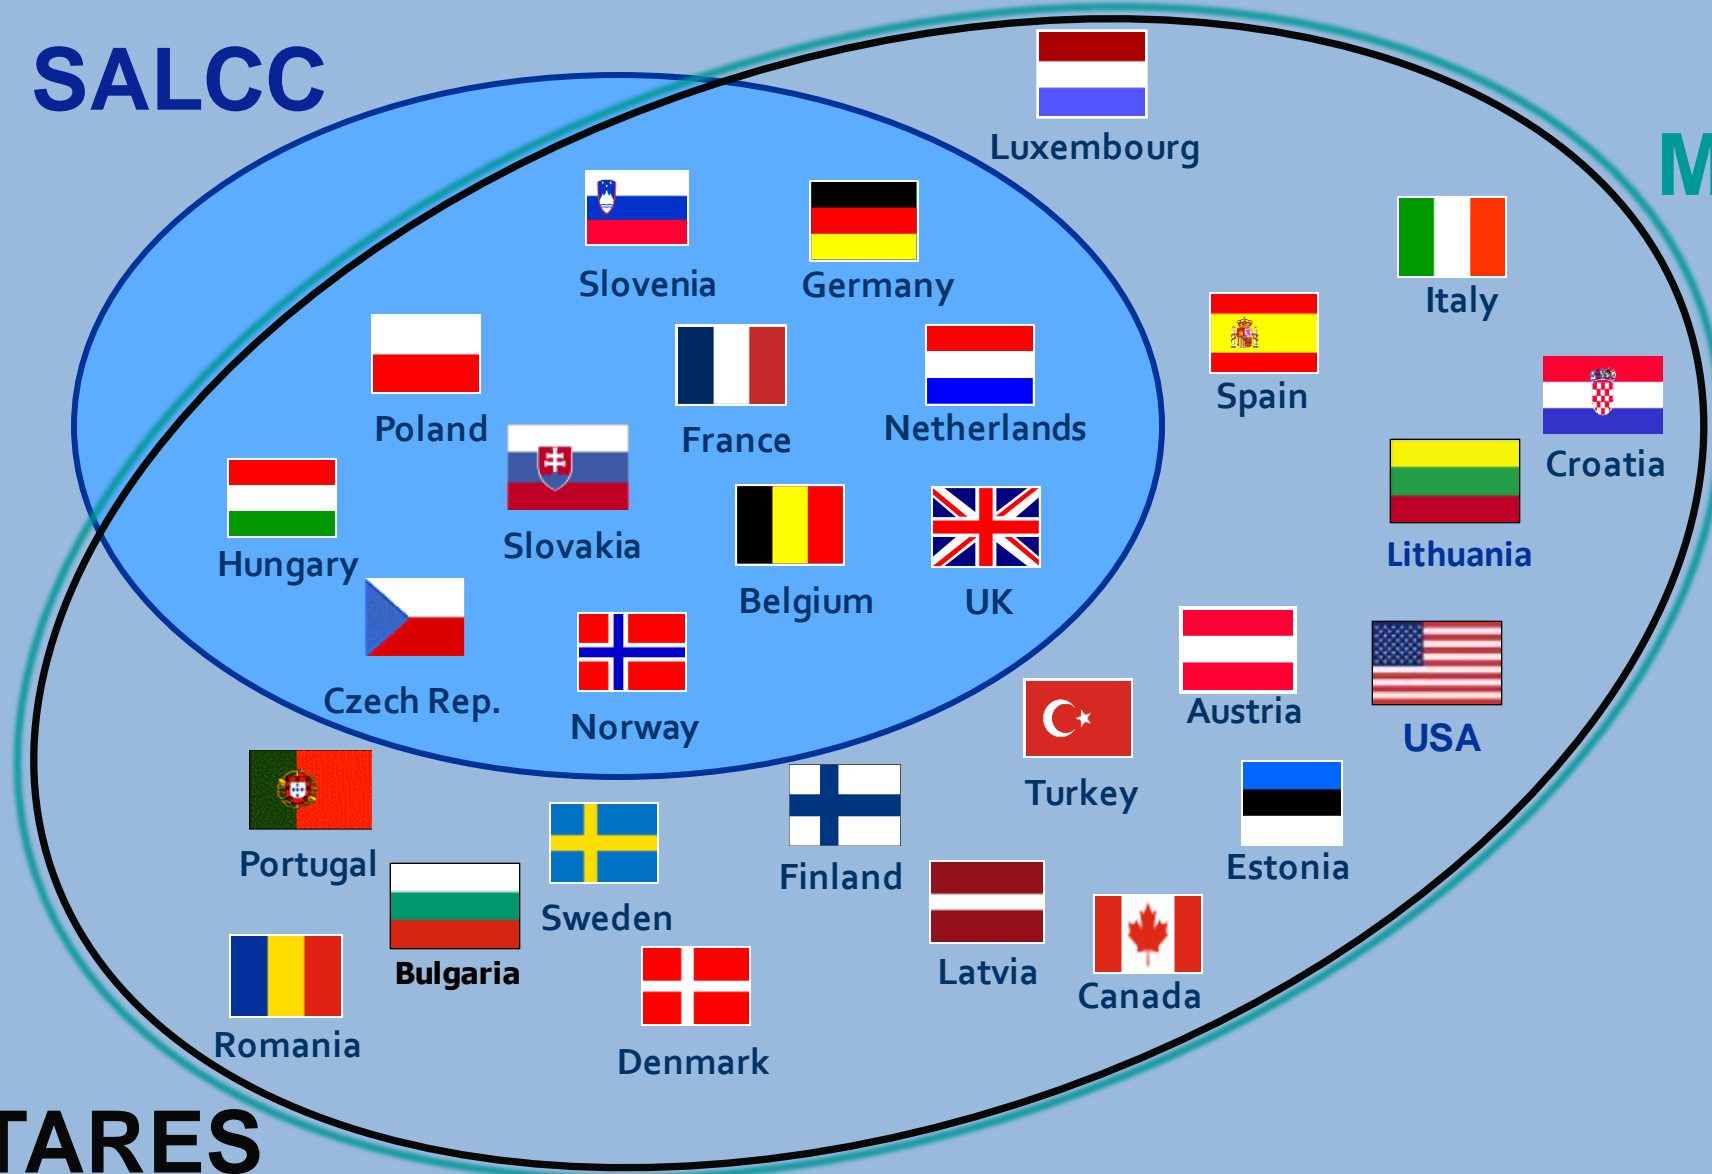 SALCC
Luxembourg
M
Slovenia
Germany
Italy
Spain
Poland
France
Netherlands
Croatia
Slovakia
Lithuania
Hungary
Belgium
UK
Czech Rep.
Norway
Austria
USA
Turkey
Portugal
Finland
Estonia
Sweden
Bulgaria
Latvia
Canada
Romania
Denmark
TARES